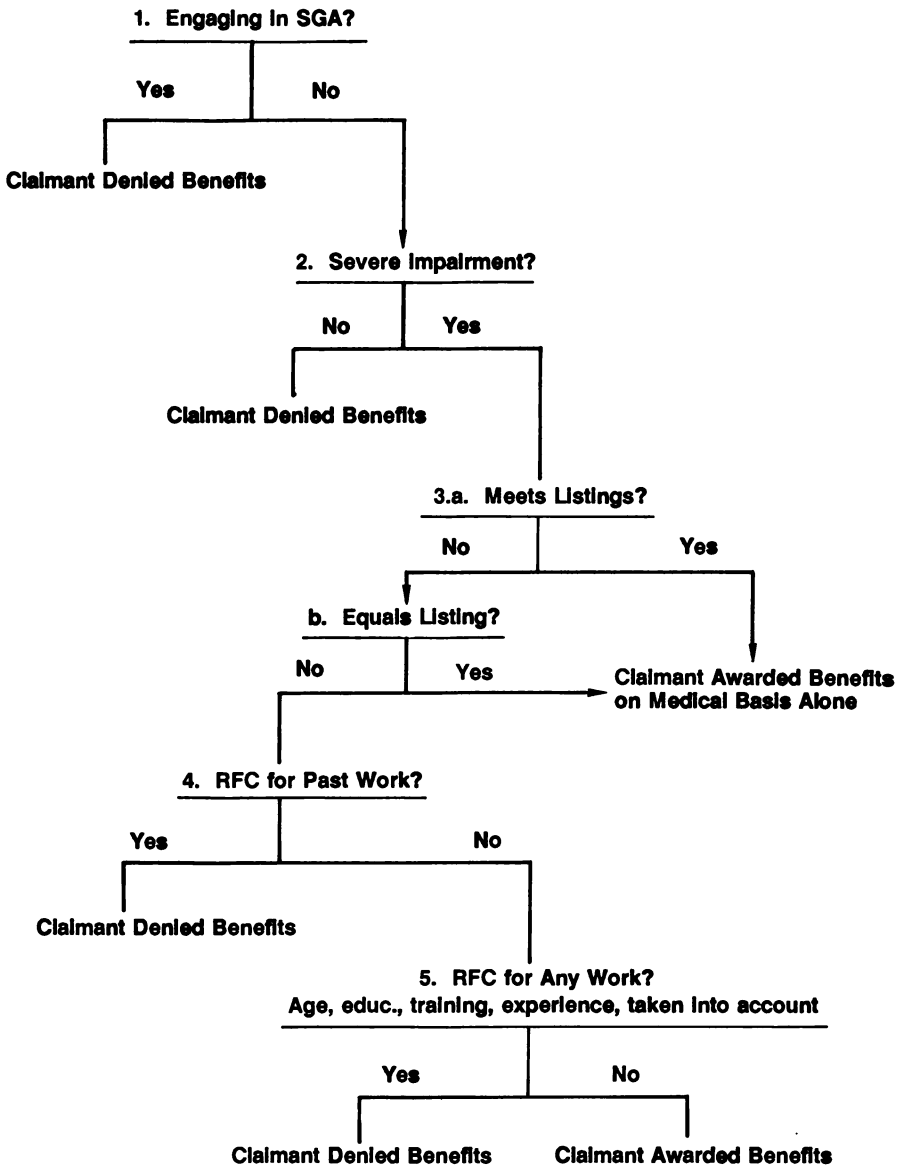 1. Engaging in SGA?
Yes
No
Claimant Denied Benefits
2. Severe Impairment?
No
Yes
Claimant Denied Benefits
3.a. Meets Listings?
No
Yes
b. Equals Listing?
No
Yes
Claimant Awarded Benefits
on Medical Basis Alone
4. RFC for Past Work?
Yes
No
Claimant Denied Benefits
5. RFC for Any Work?
Age, educ., training, experience, taken into account
Yes
No
Claimant Denied Benefits
Claimant Awarded Benefits